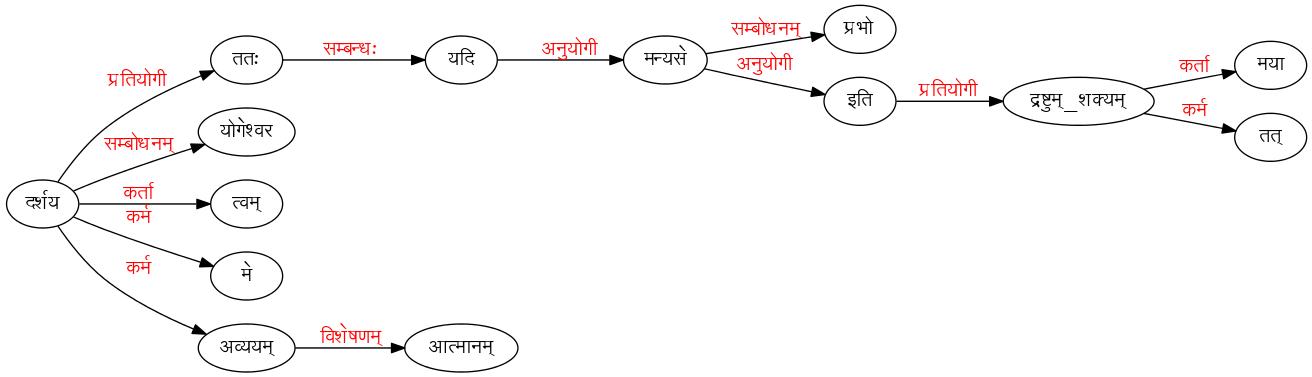 प्रभो
सम्बोधनम्
ततः
सम्बन्धः
यदि
अनुयोगी
मन्यसे
अनुयोगी
प्रतियोगी
कर्ता
मया
इति
प्रतियोगी
द्रष्टुम्_शक्यम्
कर्म
तत्
योगेश्वर
सम्बोधनम्
दर्शय
कर्ता
त्वम्
कर्म
मे
कर्म
अव्ययम्
विशेषणम्
आत्मानम्